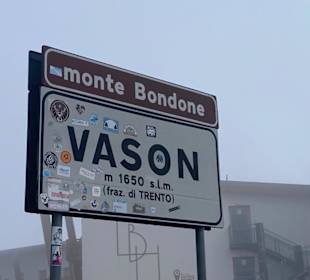 monte Bondone
VASON
m 1650 s.l.m.
(fraz. di TRENTO)